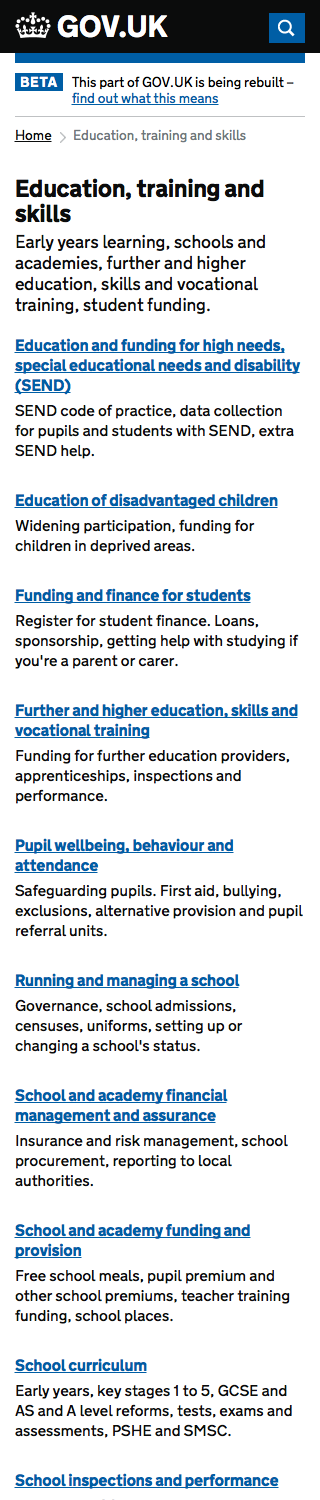 GOV.UK
BETA This part of GOV.UK is being rebuilt –
find out what this means
Home Education, training and skills
Education, training and
skills
Early years learning, schools and
academies, further and higher
education, skills and vocational
training, student funding.
Education and funding for high needs,
special educational needs and disability
(SEND)
SEND code of practice, data collection
for pupils and students with SEND, extra
SEND help.
Education of disadvantaged children
Widening participation, funding for
children in deprived areas.
Funding and finance for students
Register for student finance. Loans,
sponsorship, getting help with studying if
you're a parent or carer.
Further and higher education, skills and
vocational training
Funding for further education providers,
apprenticeships, inspections and
performance.
Pupil wellbeing, behaviour and
attendance
Safeguarding pupils. First aid, bullying,
exclusions, alternative provision and pupil
referral units.
Running and managing a school
Governance, school admissions,
censuses, uniforms, setting up or
changing a school's status.
School and academy financial
management and assurance
Insurance and risk management, school
procurement, reporting to local
authorities.
School and academy funding and
provision
Free school meals, pupil premium and
other school premiums, teacher training
funding, school places.
School curriculum
Early years, key stages 1 to 5, GCSE and
AS and A level reforms, tests, exams and
assessments, PSHE and SMSC.
School inspections and performance